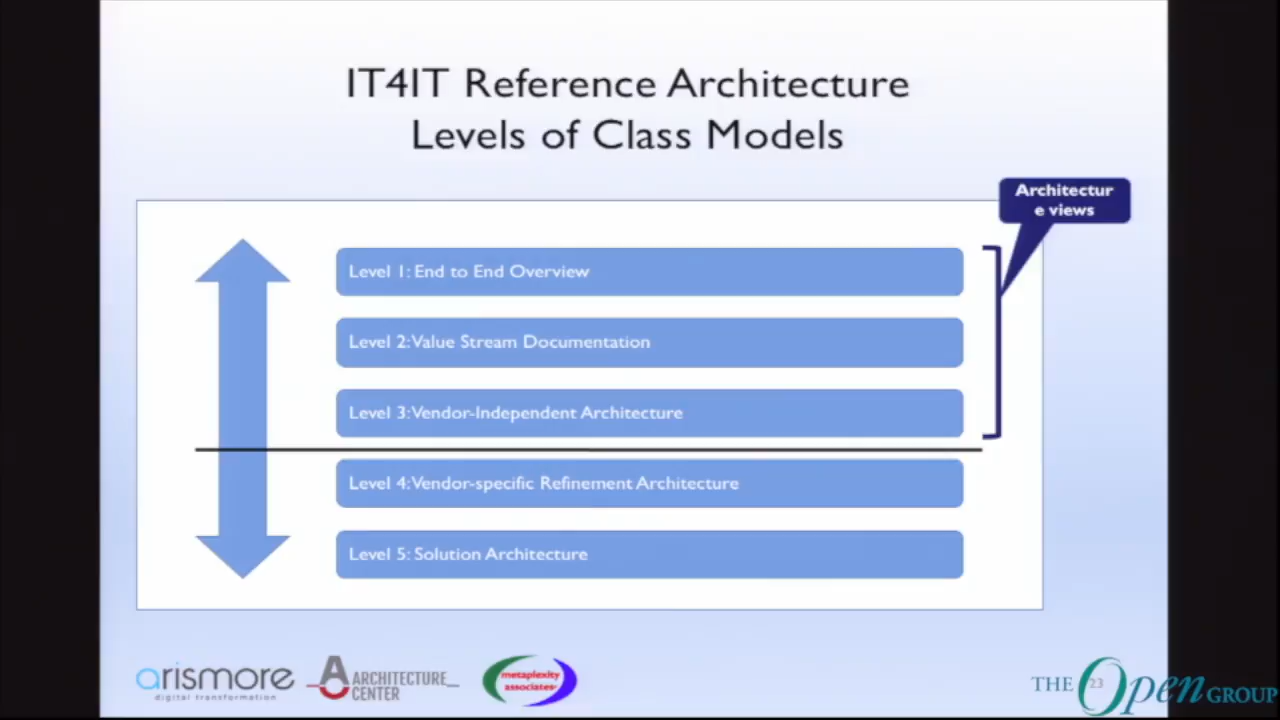 IT4IT Reference Architecture
Levels of Class Models
Architectur
e views
Level 1: End to End Overview
Level 2: Value Stream Documentation
Level 3: Vendor-Independent Architecture
Level 4: Vendor-specific Refinement Architecture
Level 5: Solution Architecture
arismore
digital transformation
A ARCHITECTURE
CENTER
metaplexity
associates
THE Open GROUP
23